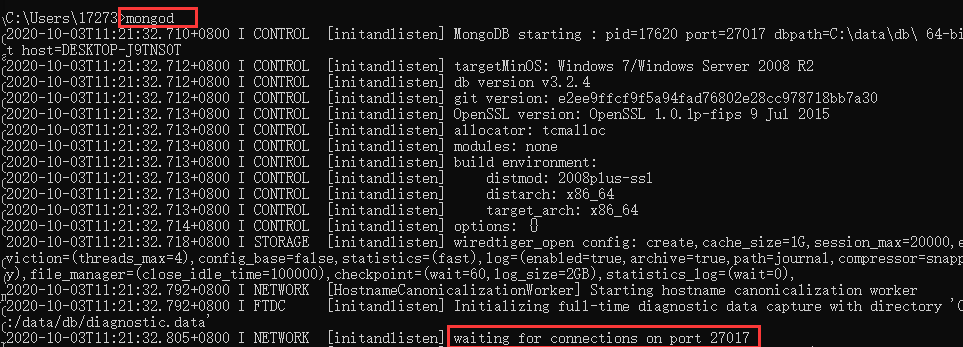 C:\Users\17273>mongod
2020-10-03T11:21:32.710+0800 I CONTROL  [initandlisten] MongoDB starting : pid=17620 port=27017 dbpath=C:\data\db\ 64-bi
t host=DESKTOP-J9TNS0T
2020-10-03T11:21:32.712+0800 I CONTROL  [initandlisten] targetMinOS: Windows 7/Windows Server 2008 R2
2020-10-03T11:21:32.712+0800 I CONTROL  [initandlisten] db version v3.2.4
2020-10-03T11:21:32.712+0800 I CONTROL  [initandlisten] git version: e2ee9ffcf9f5a94fad76802e28cc978718bb7a30
2020-10-03T11:21:32.713+0800 I CONTROL  [initandlisten] OpenSSL version: OpenSSL 1.0.1p-fips 9 Jul 2015
2020-10-03T11:21:32.713+0800 I CONTROL  [initandlisten] allocator: tcmalloc
2020-10-03T11:21:32.713+0800 I CONTROL  [initandlisten] modules: none
2020-10-03T11:21:32.713+0800 I CONTROL  [initandlisten] build environment:
2020-10-03T11:21:32.713+0800 I CONTROL  [initandlisten]     distmod: 2008plus-ssl
2020-10-03T11:21:32.713+0800 I CONTROL  [initandlisten]     distarch: x86_64
2020-10-03T11:21:32.713+0800 I CONTROL  [initandlisten]     target_arch: x86_64
2020-10-03T11:21:32.714+0800 I CONTROL  [initandlisten] options: {}
2020-10-03T11:21:32.718+0800 I STORAGE  [initandlisten] wiredtiger_open config: create,cache_size=1G,session_max=20000,e
viction=(threads_max=4),config_base=false,statistics=(fast),log=(enabled=true,archive=true,path=journal,compressor=snapp
y),file_manager=(close_idle_time=100000),checkpoint=(wait=60,log_size=2GB),statistics_log=(wait=0),
2020-10-03T11:21:32.792+0800 I NETWORK  [HostnameCanonicalizationWorker] Starting hostname canonicalization worker
2020-10-03T11:21:32.792+0800 I FTDC     [initandlisten] Initializing full-time diagnostic data capture with directory 'C
:/data/db/diagnostic.data'
2020-10-03T11:21:32.805+0800 I NETWORK  [initandlisten] waiting for connections on port 27017